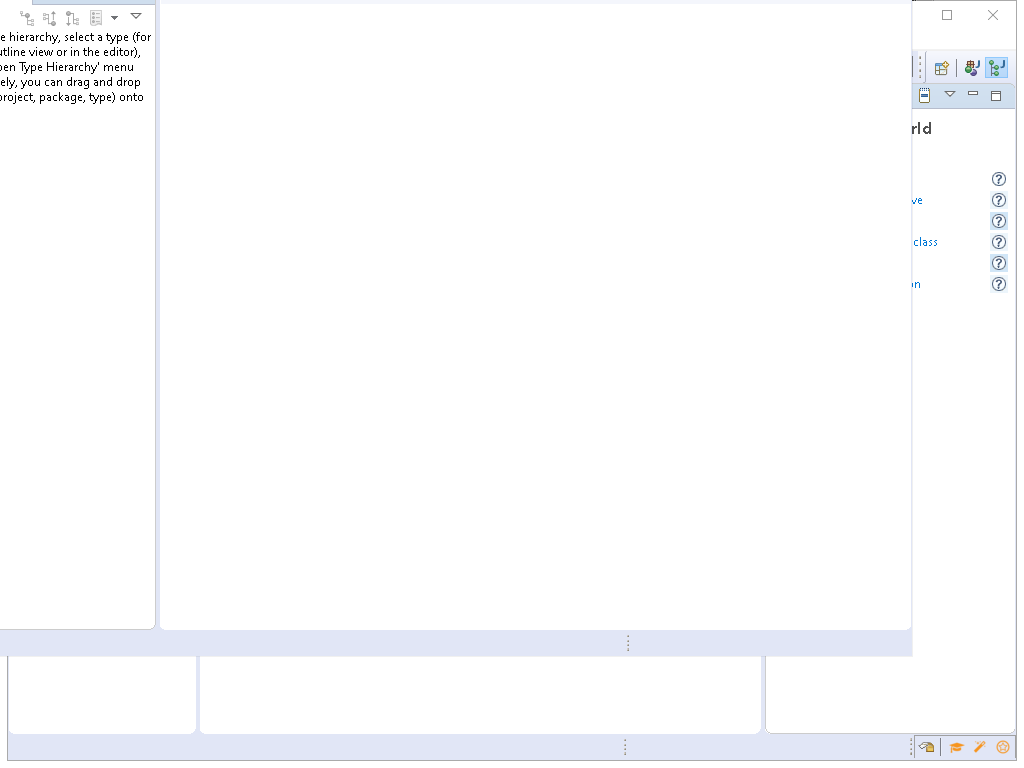 e hierarchy, select a type (for
utline view or in the editor),
pen Type Hierarchy' menu
ely, you can drag and drop
project, package, type) onto
rld
ve
class
on